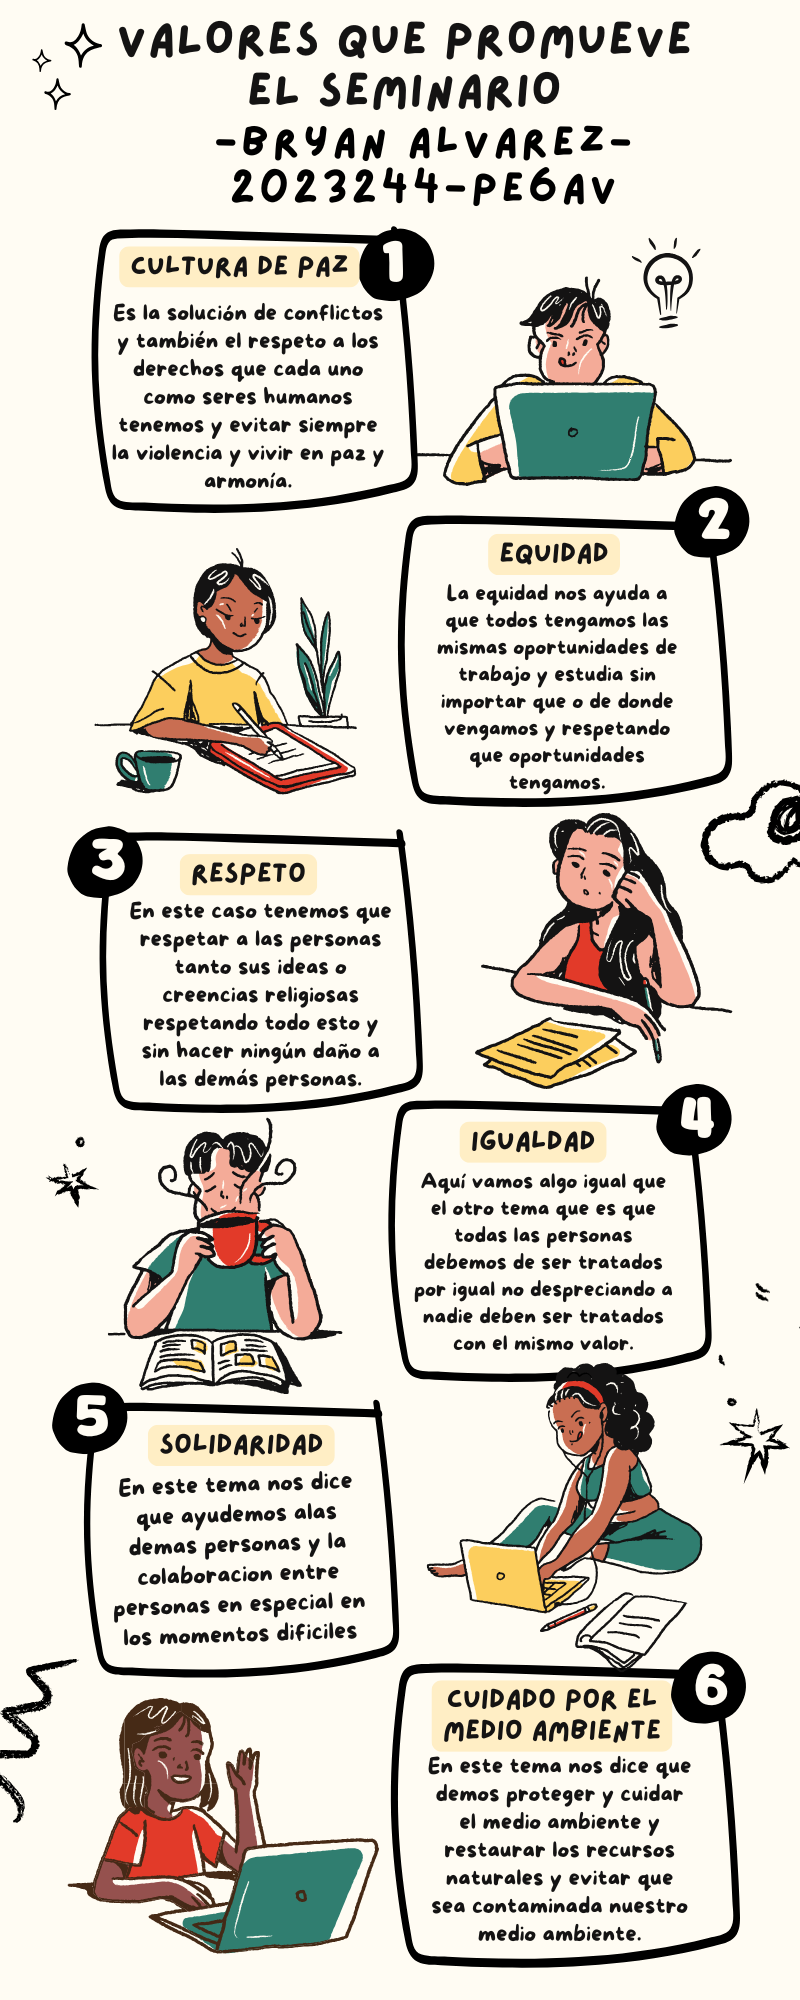 VALORES QUE PROMUEVE
EL SEMINARIO
-BRYAN ALVAREZ-
2023244-PE6AV
1
CULTURA DE PAZ
Es la solución de conflictos
y también el respeto a los
derechos que cada uno
como seres humanos
tenemos y evitar siempre
la violencia y vivir en paz y
armonía.
2
EQUIDAD
La equidad nos ayuda a
que todos tengamos las
mismas oportunidades de
trabajo y estudia sin
importar que o de donde
vengamos y respetando
que oportunidades
tengamos.
3
RESPETO
En este caso tenemos que
respetar a las personas
tanto sus ideas o
creencias religiosas
respetando todo esto y
sin hacer ningún daño a
las demás personas.
4
IGUALDAD
Aquí vamos algo igual que
el otro tema que es que
todas las personas
debemos de ser tratados
por igual no despreciando a
nadie deben ser tratados
con el mismo valor.
5
SOLIDARIDAD
En este tema nos dice
que ayudemos alas
demas personas y la
colaboracion entre
personas en especial en
los momentos dificiles
6
CUIDADO POR EL
MEDIO AMBIENTE
En este tema nos dice que
demos proteger y cuidar
el medio ambiente y
restaurar los recursos
naturales y evitar que
sea contaminada nuestro
medio ambiente.